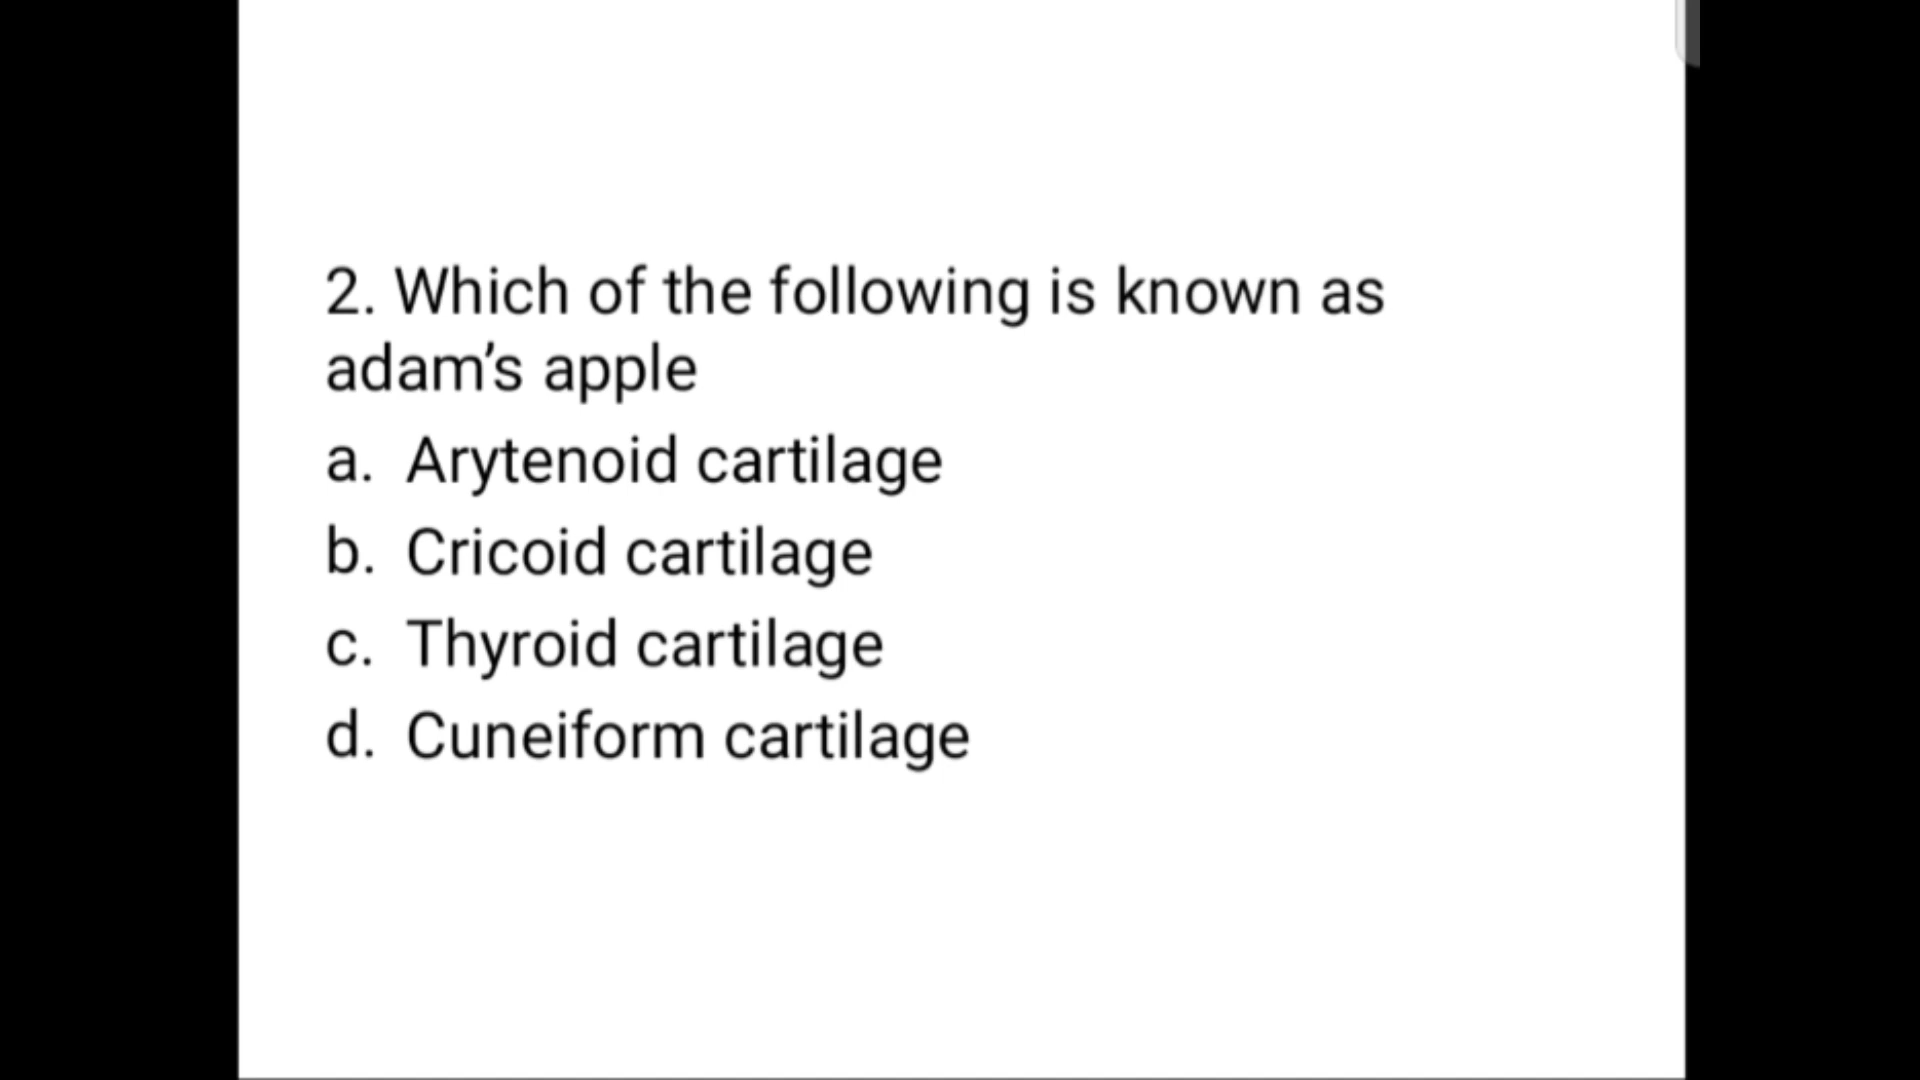 2. Which of the following is known as
adam’s apple
a. Arytenoid cartilage
b. Cricoid cartilage
c. Thyroid cartilage
d. Cuneiform cartilage